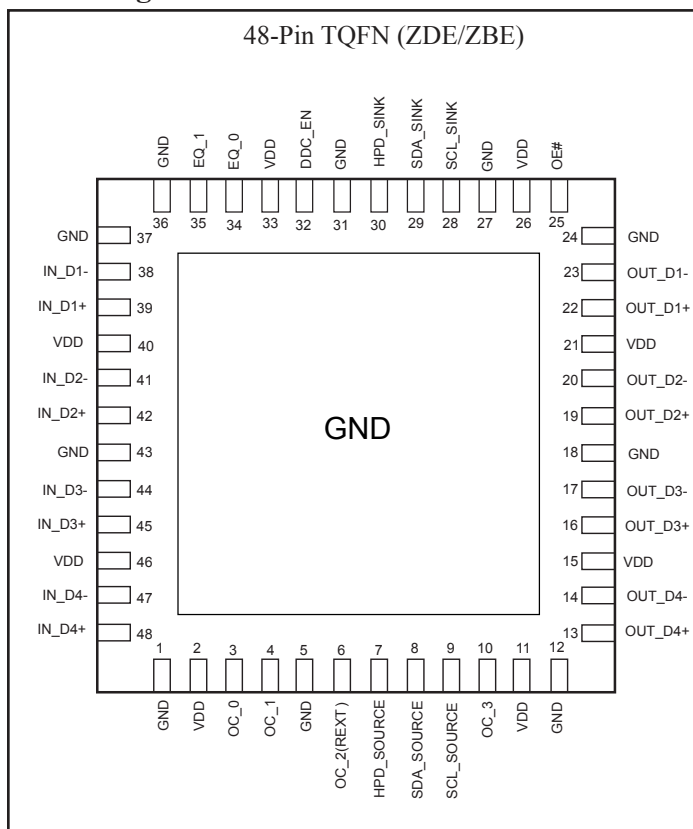 48-Pin TQFN (ZDE/ZBE)
GND
EQ_1
EQ_0
VDD
DDC_EN
GND
HPD_SINK
SDA_SINK
SCL_SINK
GND
VDD
OE#
36 35 34 33 32 31 30 29 28 27 26 25
GND 37
IN_D1- 38
IN_D1+ 39
VDD 40
IN_D2- 41
IN_D2+ 42
GND 43
IN_D3- 44
IN_D3+ 45
VDD 46
IN_D4- 47
IN_D4+ 48
GND
24 GND
23 OUT_D1-
22 OUT_D1+
21 VDD
20 OUT_D2-
19 OUT_D2+
18 GND
17 OUT_D3-
16 OUT_D3+
15 VDD
14 OUT_D4-
13 OUT_D4+
1 2 3 4 5 6 7 8 9 10 11 12
GND
VDD
OC_0
OC_1
GND
OC_2(REXT)
HPD_SOURCE
SDA_SOURCE
SCL_SOURCE
OC_3
VDD
GND